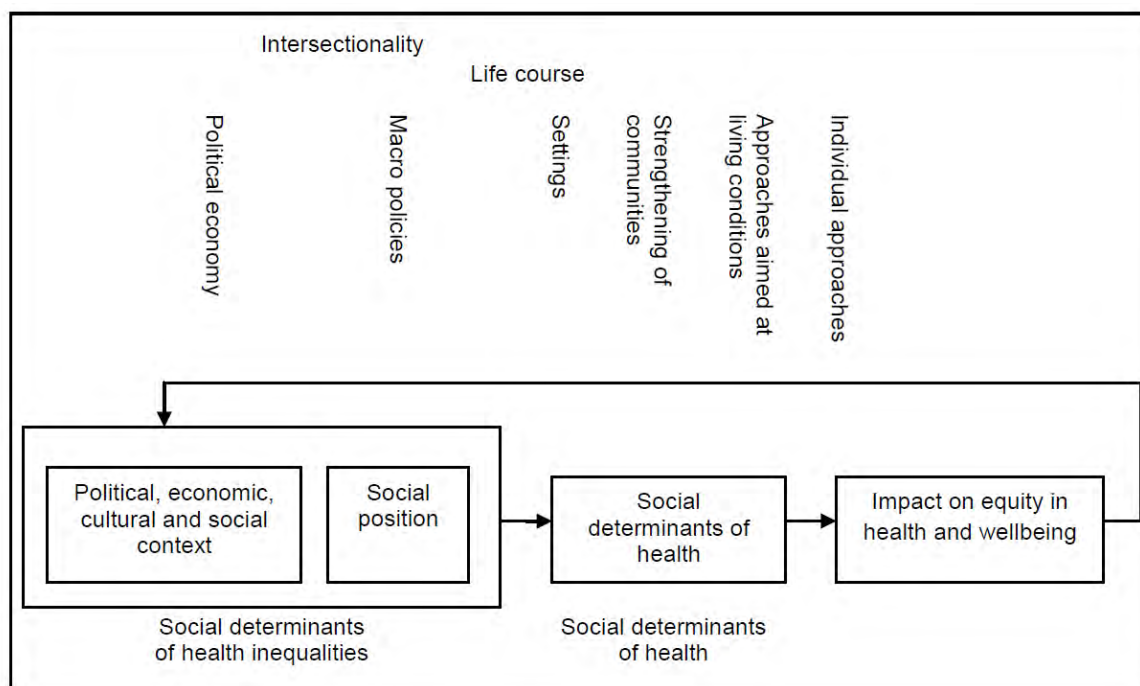 Intersectionality
Life course
Political economy
Macro policies
Settings
Strengthening of
communities
Approaches aimed at
living conditions
Individual approaches
Political, economic,
cultural and social
context
Social
position
Social
determinants of
health
Impact on equity in
health and wellbeing
Social determinants
of health inequalities
Social determinants
of health